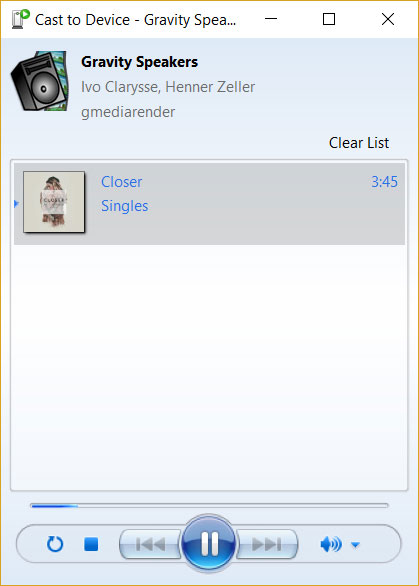 Cast to Device - Gravity Spea...
Gravity Speakers
Ivo Clarysse, Henner Zeller
gmediarender
Clear List
CLOSER
Closer
3:45
Singles